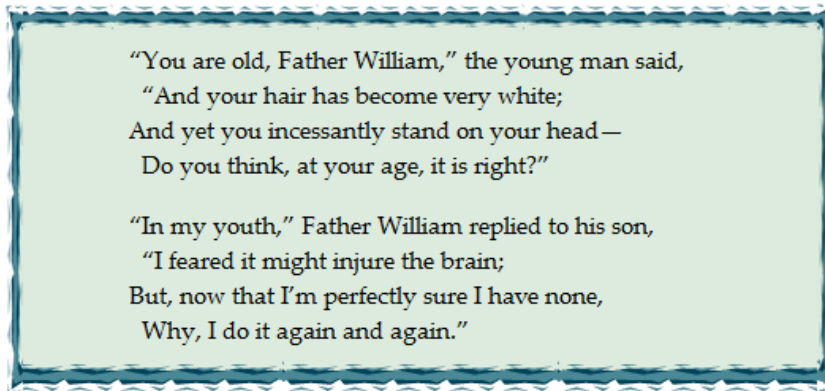 “You are old, Father William,” the young man said,
“And your hair has become very white;
And yet you incessantly stand on your head—
Do you think, at your age, it is right?”
“In my youth,” Father William replied to his son,
“I feared it might injure the brain;
But, now that I’m perfectly sure I have none,
Why, I do it again and again.”